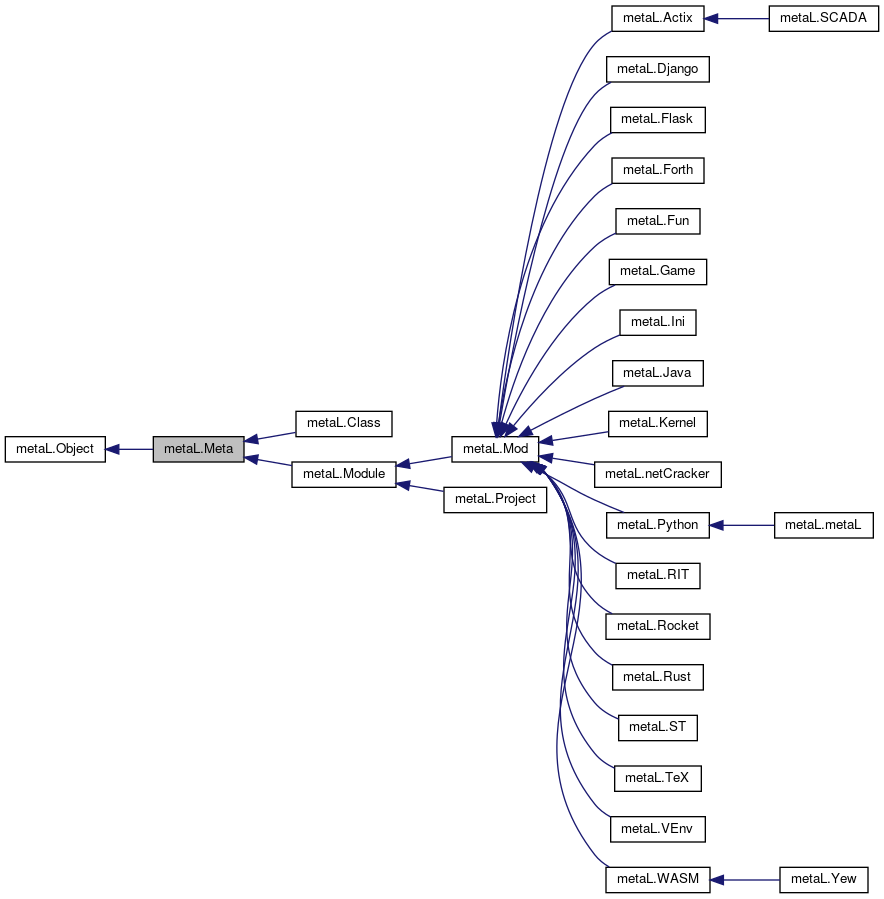 metaL.Object
metaL.Meta
metaL.Class
metaL.Module
metaL.Mod
metaL.Project
metaL.Actix
metaL.SCADA
metaL.Django
metaL.Flask
metaL.Forth
metaL.Fun
metaL.Game
metaL.Ini
metaL.Java
metaL.Kernel
metaL.netCracker
metaL.Python
metaL.metaL
metaL.RIT
metaL.Rocket
metaL.Rust
metaL.ST
metaL.TeX
metaL.VEnv
metaL.WASM
metaL.Yew